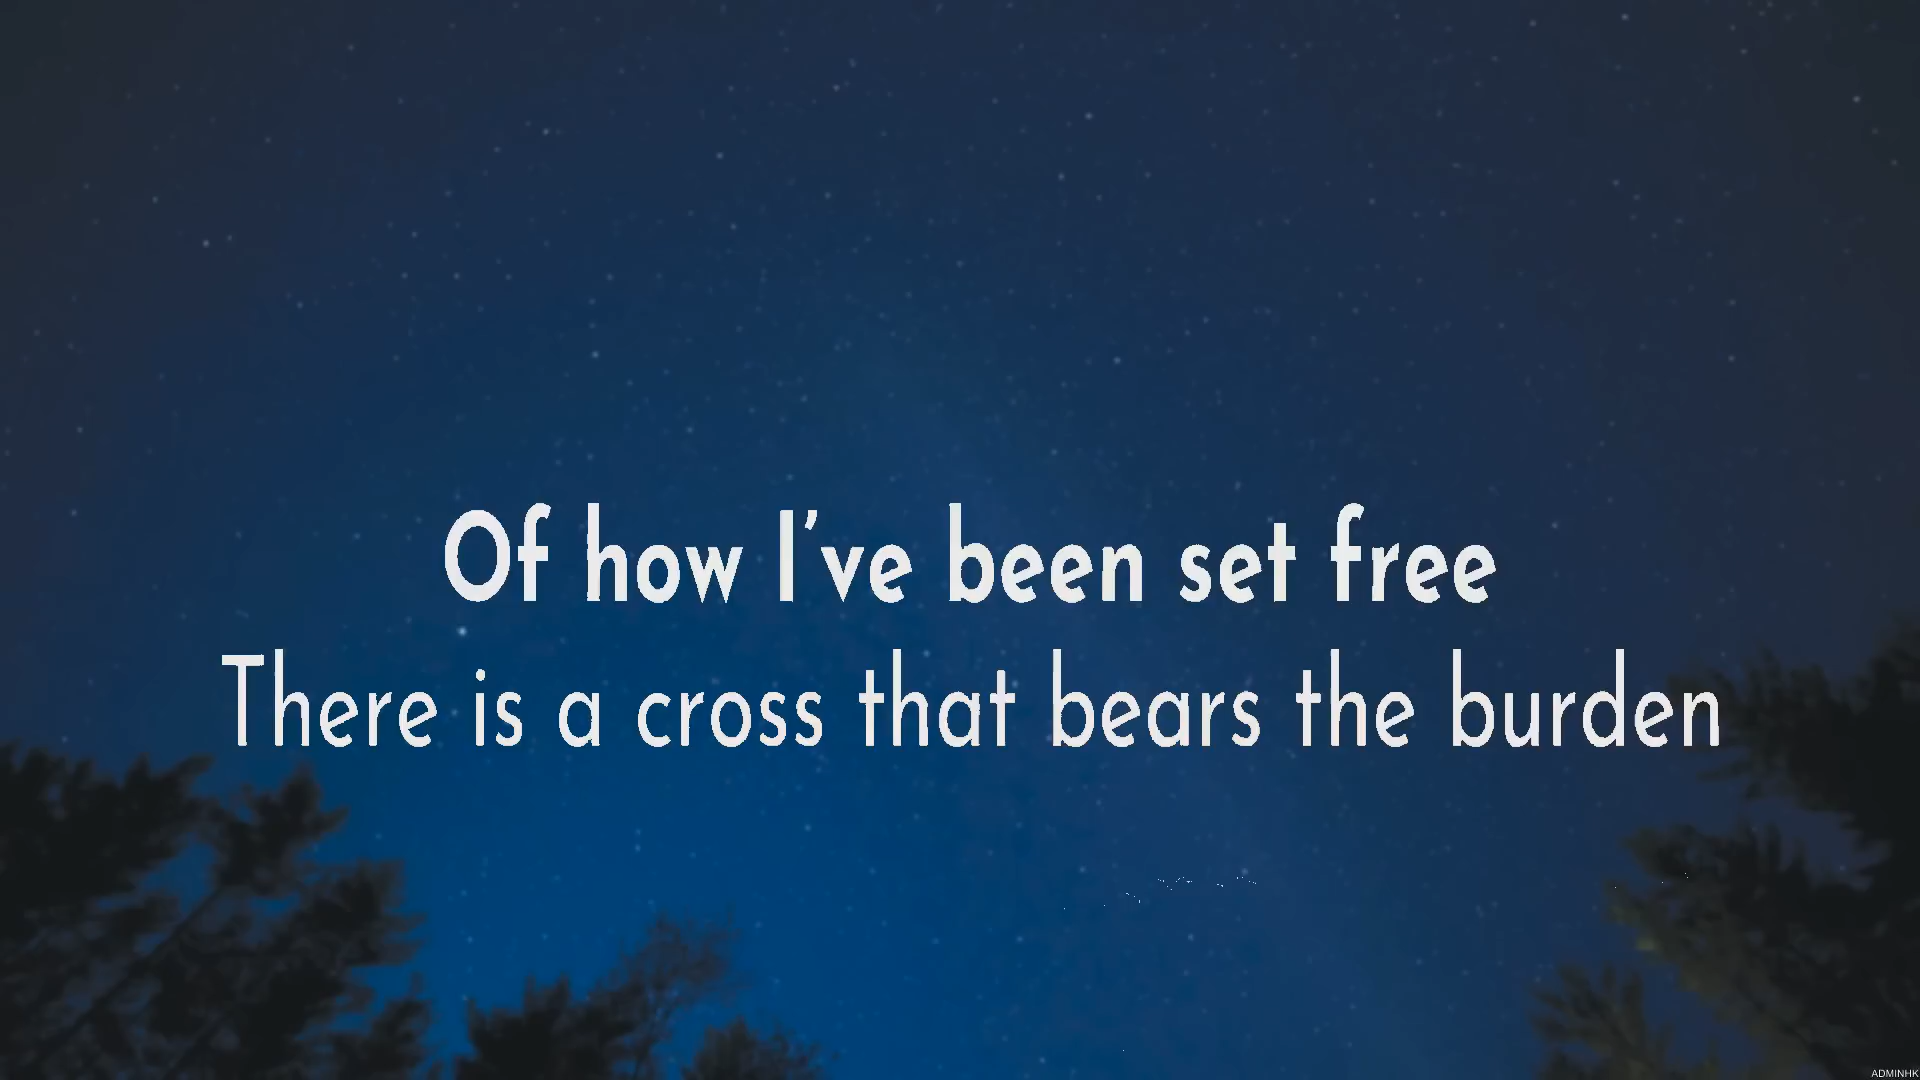 Of how I've been set free
There is a cross that bears the burden
ADMINHK